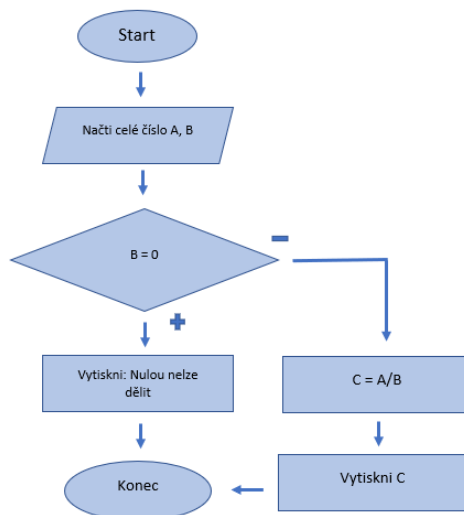 Start
Načti celé číslo A, B
B = 0
Vytiskni: Nulou nelze
dělit
C = A/B
Vytiskni C
Konec